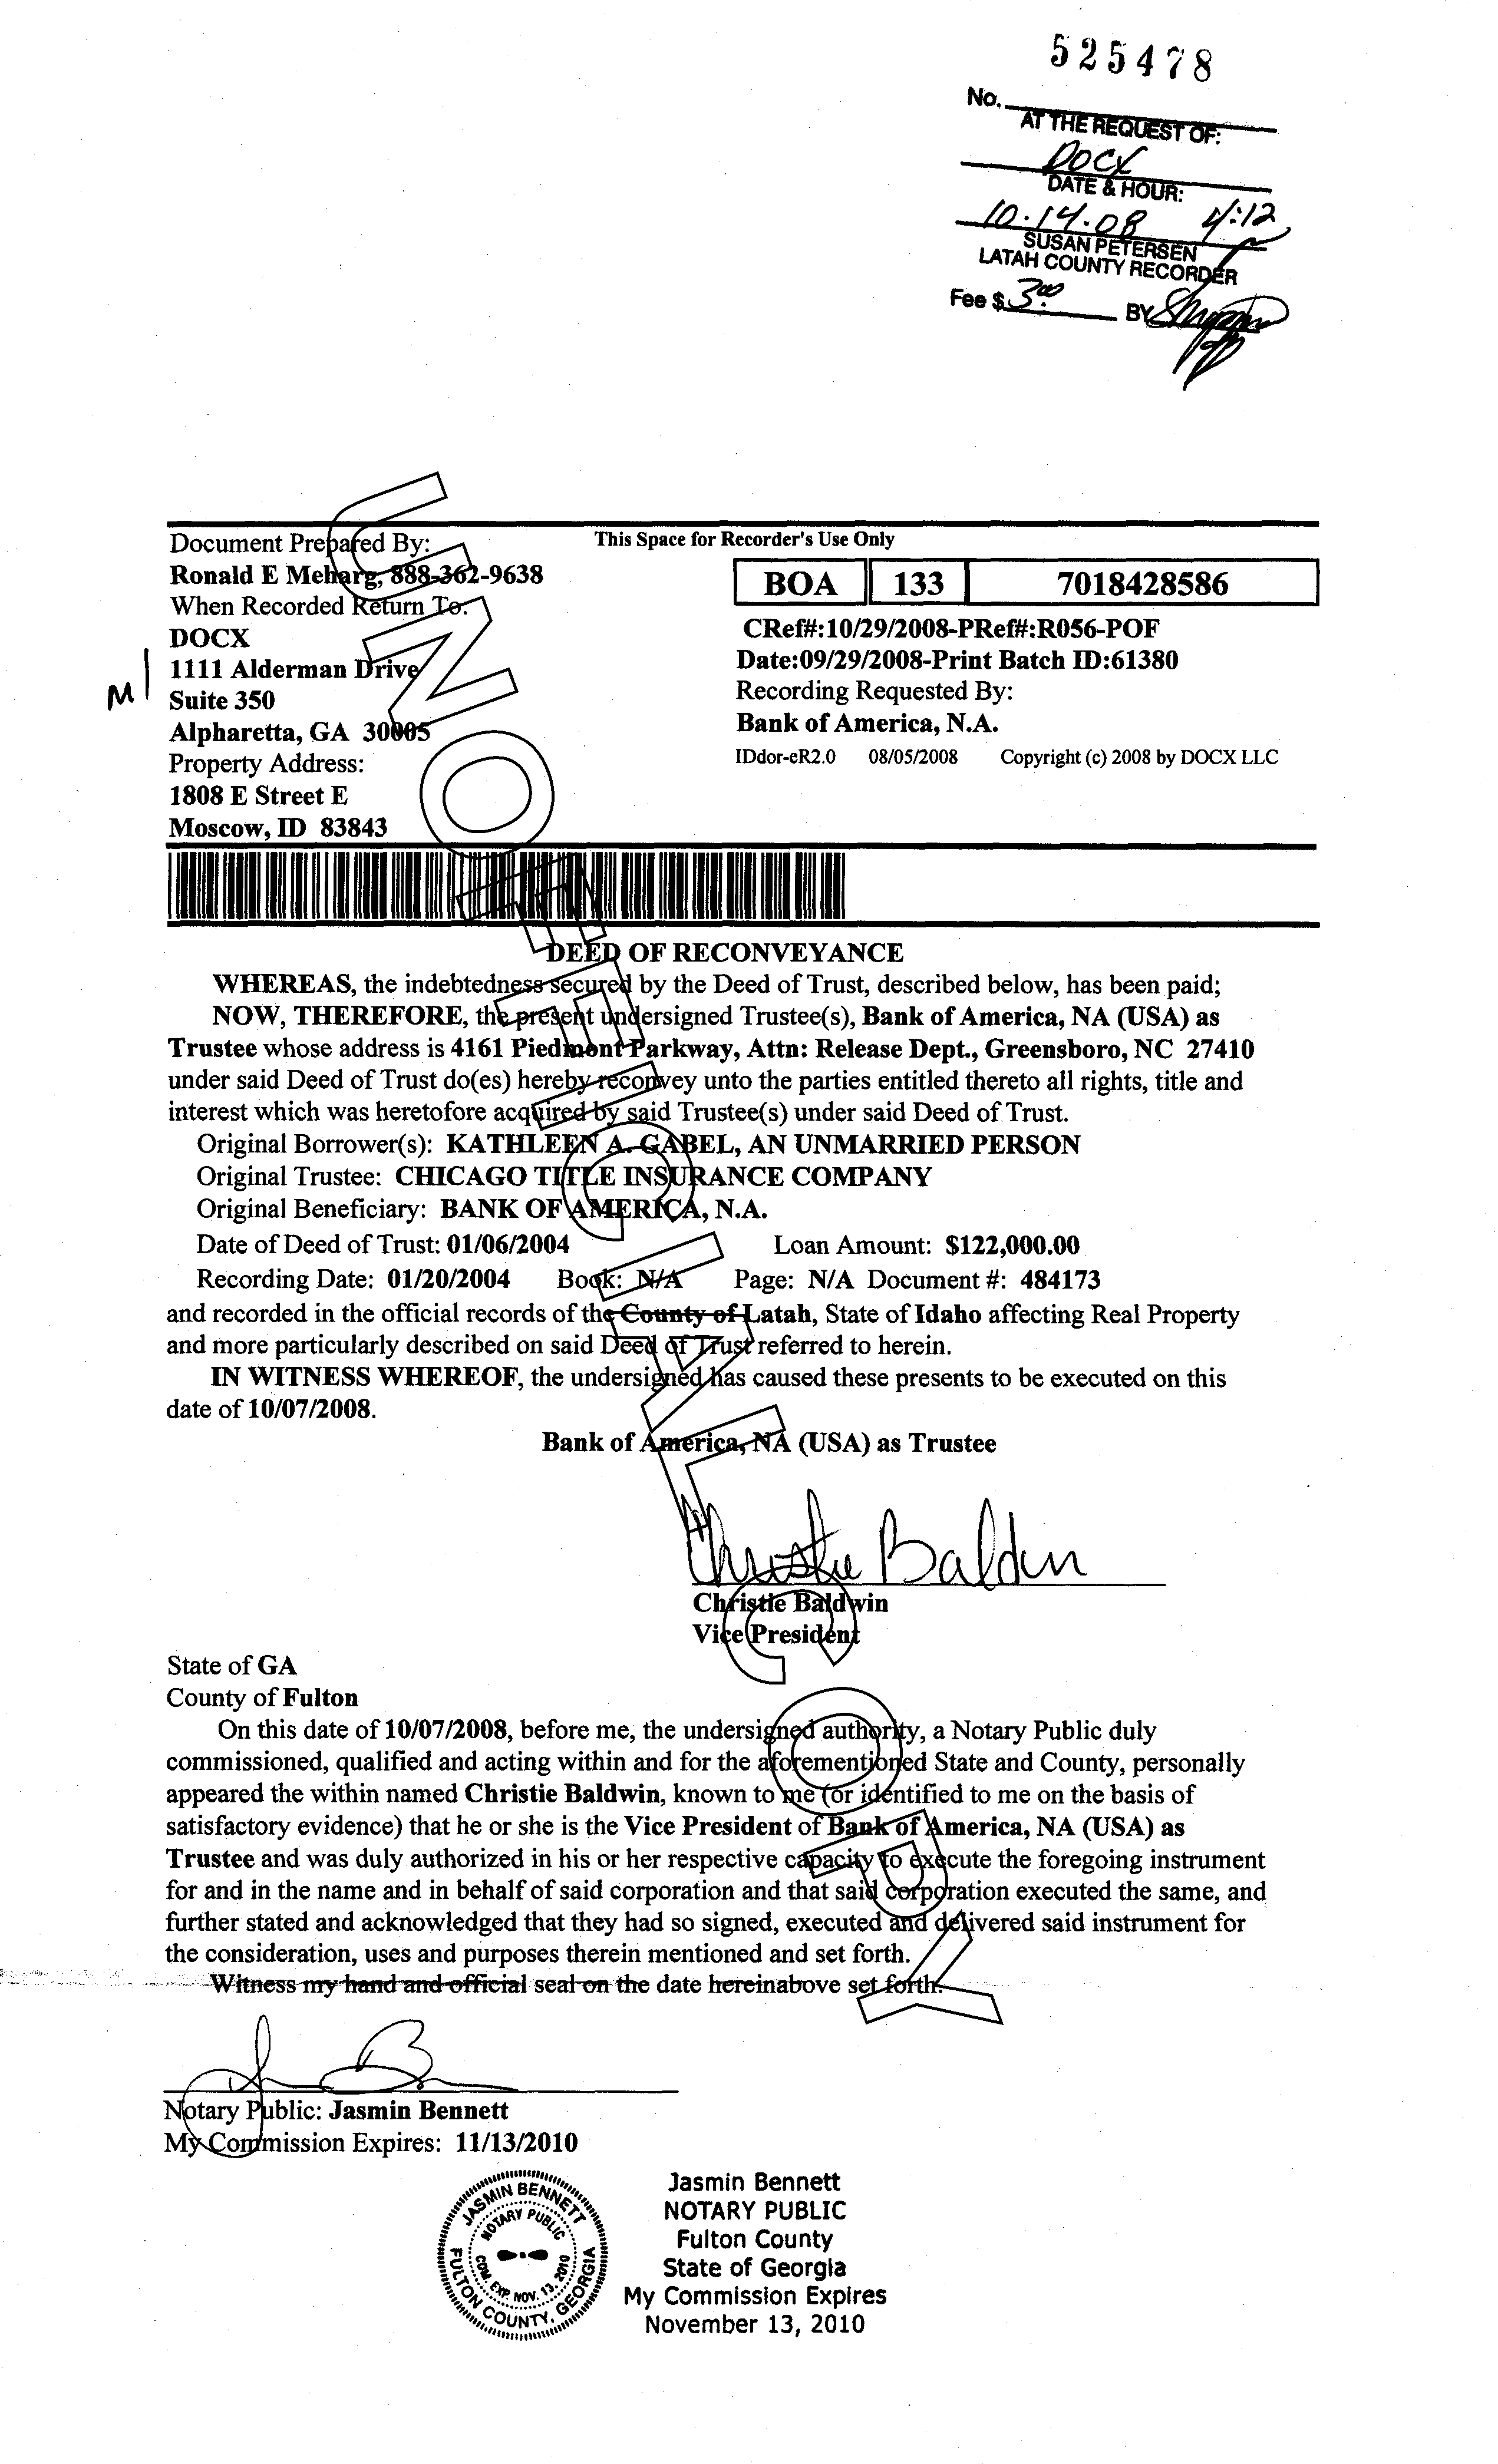 525478
No.
AT THE REQUEST OF:
DOCX
DATE & HOUR:
10.14.08 4:12
SUSAN PETERSEN
LATAH COUNTY RECORDER
Fee $ 3.00 BY
This Space for Recorder's Use Only
Document Prepared By:
Ronald E Meharg, 888-362-9638
When Recorded Return To:
DOCX
1111 Alderman Drive
M
Suite 350
Alpharetta, GA 30005
Property Address:
1808 E Street E
Moscow, ID 83843
BOA 133 7018428586
CRef#:10/29/2008-PRef#:R056-POF
Date:09/29/2008-Print Batch ID:61380
Recording Requested By:
Bank of America, N.A.
IDdor-eR2.0 08/05/2008 Copyright (c) 2008 by DOCX LLC
DEED OF RECONVEYANCE
WHEREAS, the indebtedness secured by the Deed of Trust, described below, has been paid;
NOW, THEREFORE, the present undersigned Trustee(s), Bank of America, NA (USA) as
Trustee whose address is 4161 Piedmont Parkway, Attn: Release Dept., Greensboro, NC 27410
under said Deed of Trust do(es) hereby reconvey unto the parties entitled thereto all rights, title and
interest which was heretofore acquired by said Trustee(s) under said Deed of Trust.
Original Borrower(s): KATHLEEN A. GABEL, AN UNMARRIED PERSON
Original Trustee: CHICAGO TITLE INSURANCE COMPANY
Original Beneficiary: BANK OF AMERICA, N.A.
Date of Deed of Trust: 01/06/2004 Loan Amount: $122,000.00
Recording Date: 01/20/2004 Book: N/A Page: N/A Document #: 484173
and recorded in the official records of the County of Latah, State of Idaho affecting Real Property
and more particularly described on said Deed of Trust referred to herein.
IN WITNESS WHEREOF, the undersigned has caused these presents to be executed on this
date of 10/07/2008.
Bank of America, NA (USA) as Trustee
Christie Baldwin
Christie Baldwin
Vice President
State of GA
County of Fulton
On this date of 10/07/2008, before me, the undersigned authority, a Notary Public duly
commissioned, qualified and acting within and for the aforementioned State and County, personally
appeared the within named Christie Baldwin, known to me (or identified to me on the basis of
satisfactory evidence) that he or she is the Vice President of Bank of America, NA (USA) as
Trustee and was duly authorized in his or her respective capacity to execute the foregoing instrument
for and in the name and in behalf of said corporation and that said corporation executed the same, and
further stated and acknowledged that they had so signed, executed and delivered said instrument for
the consideration, uses and purposes therein mentioned and set forth.
Witness my hand and official seal on the date hereinabove set forth.
Notary Public: Jasmin Bennett
My Commission Expires: 11/13/2010
JASMIN BENNETT
NOTARY PUBLIC
COM. EXP. NOV. 13, 2010
FULTON COUNTY, GEORGIA
Jasmin Bennett
NOTARY PUBLIC
Fulton County
State of Georgia
My Commission Expires
November 13, 2010
UNOFFICIAL COPY